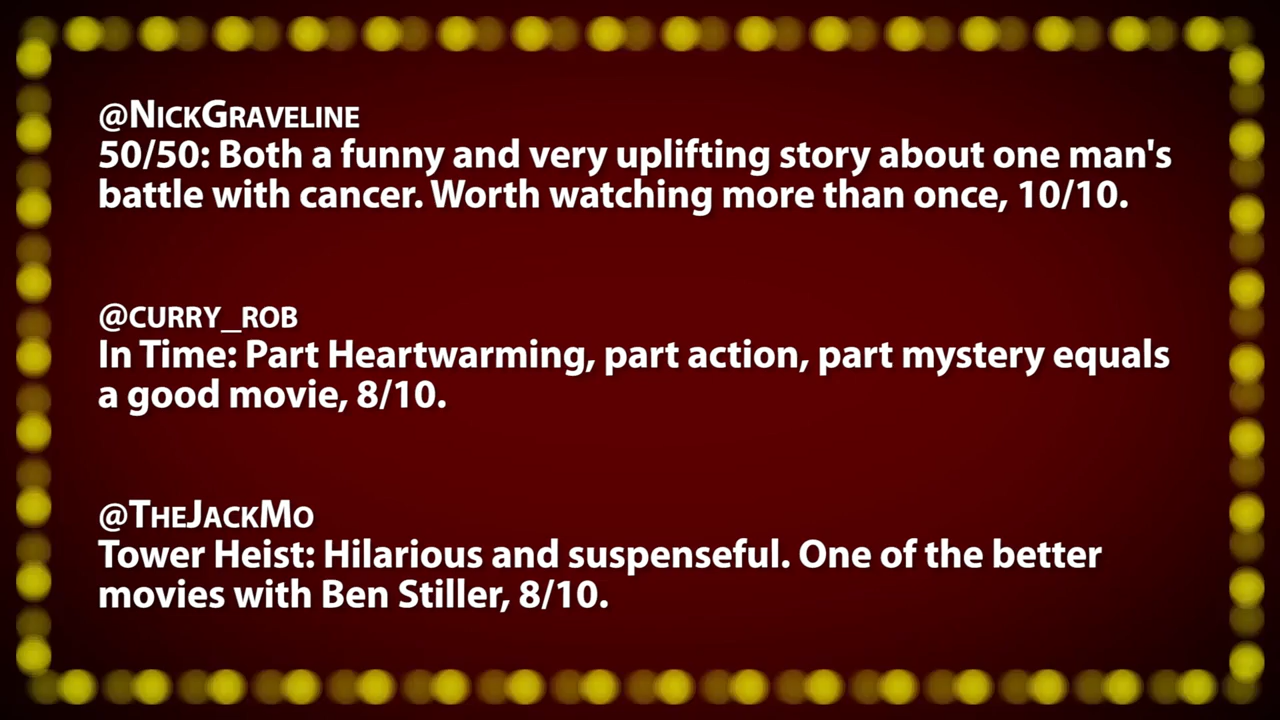 @NickGraveline
50/50: Both a funny and very uplifting story about one man's
battle with cancer. Worth watching more than once, 10/10.
@curry_rob
In Time: Part Heartwarming, part action, part mystery equals
a good movie, 8/10.
@TheJackMo
Tower Heist: Hilarious and suspenseful. One of the better
movies with Ben Stiller, 8/10.